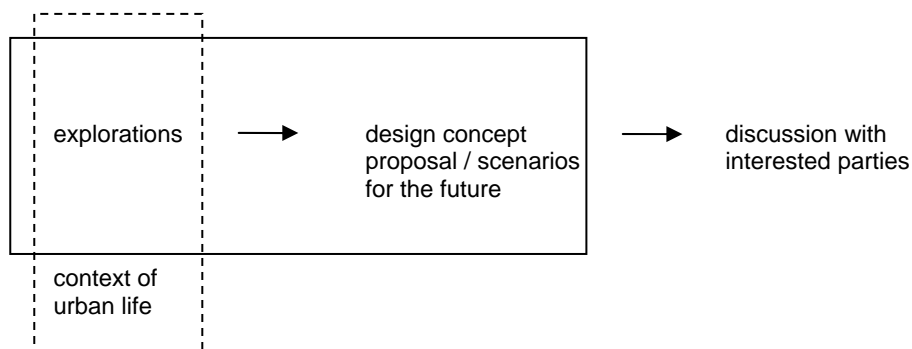 explorations
design concept
proposal / scenarios
for the future
discussion with
interested parties
context of
urban life